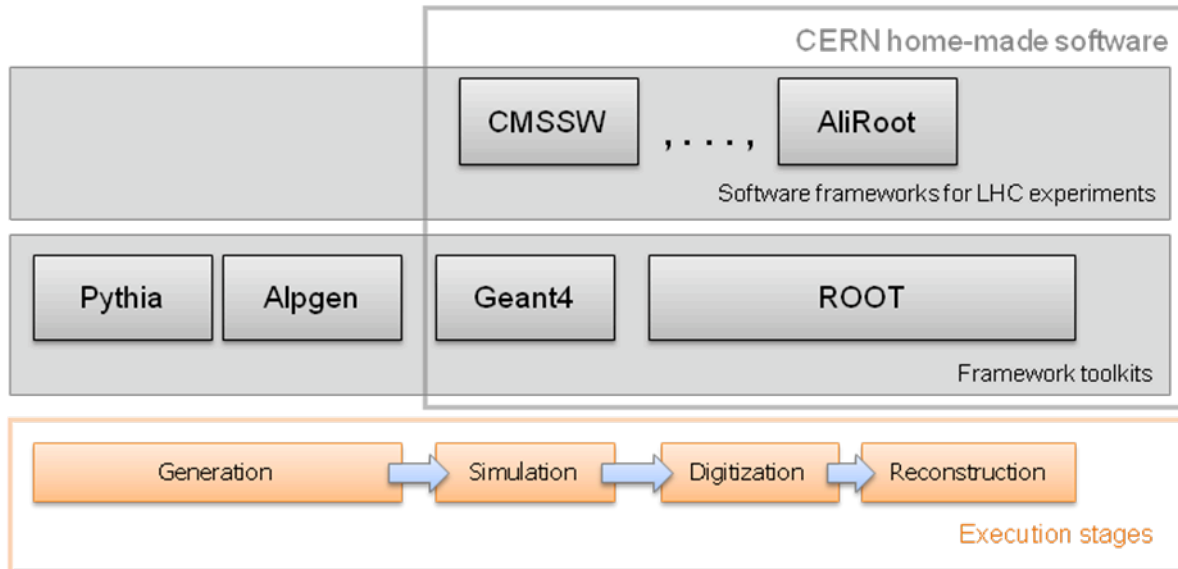 CERN home-made software
CMSSW
,...,
AliRoot
Software frameworks for LHC experiments
Pythia
Alpgen
Geant4
ROOT
Framework toolkits
Generation
Simulation
Digitization
Reconstruction
Execution stages